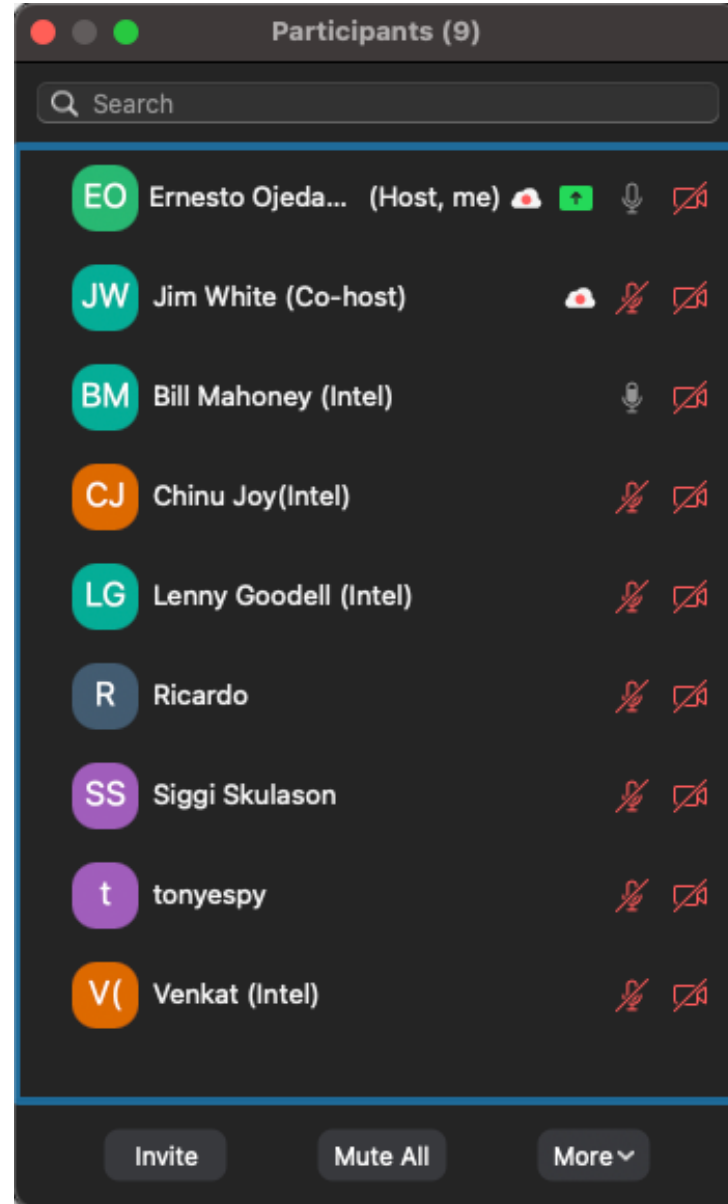 Participants (9)
Search
EO Ernesto Ojeda... (Host, me)
JW Jim White (Co-host)
BM Bill Mahoney (Intel)
CJ Chinu Joy(Intel)
LG Lenny Goodell (Intel)
R Ricardo
SS Siggi Skulason
t tonyespy
V( Venkat (Intel)
Invite Mute All More